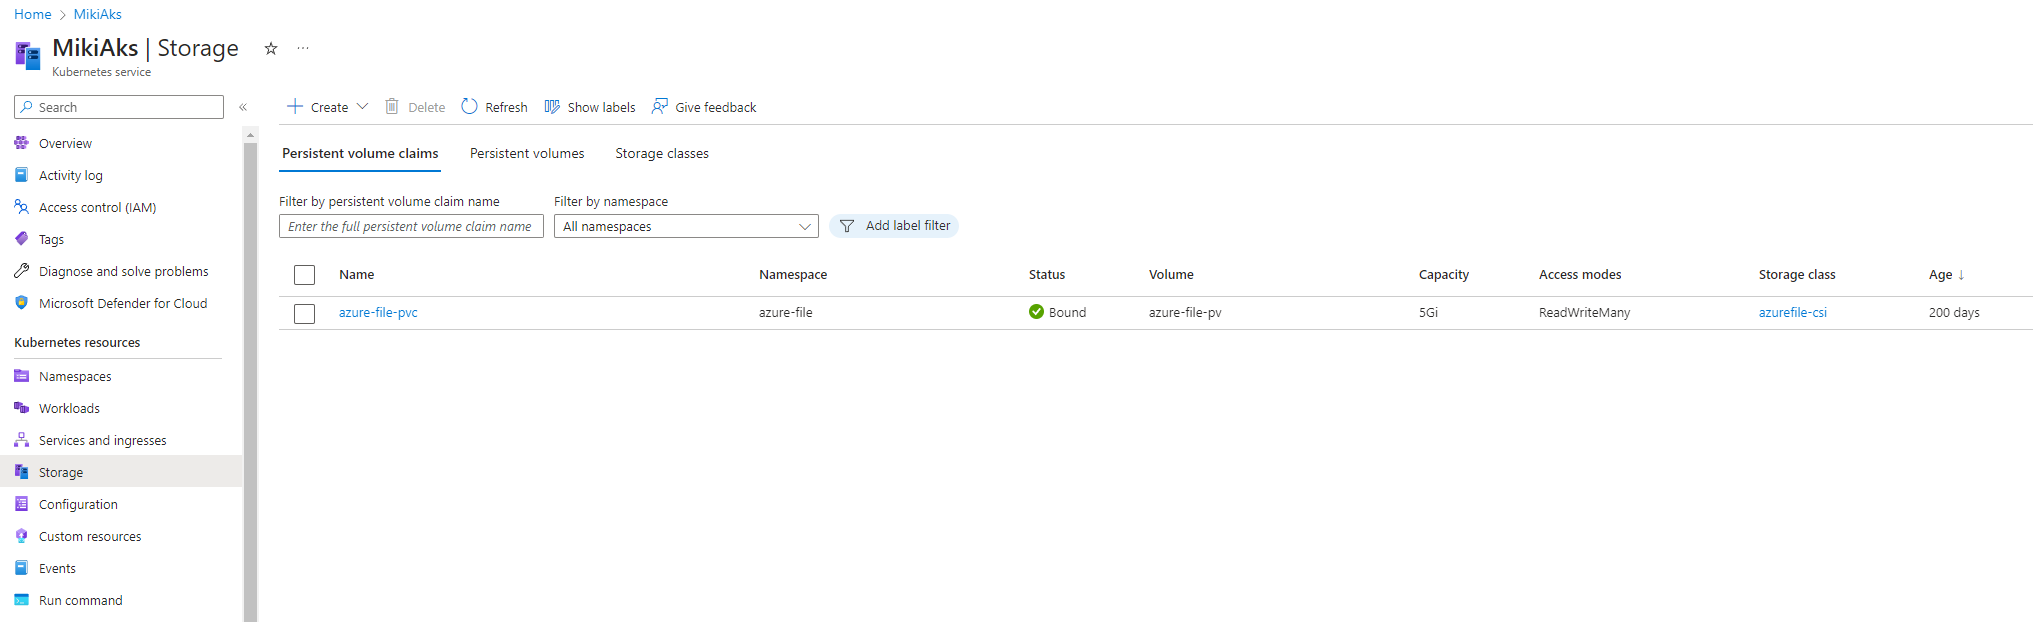 Home > MikiAks
MikiAks | Storage
Kubernetes service
Search
Overview
Activity log
Access control (IAM)
Tags
Diagnose and solve problems
Microsoft Defender for Cloud
Kubernetes resources
Namespaces
Workloads
Services and ingresses
Storage
Configuration
Custom resources
Events
Run command
Create Delete Refresh Show labels Give feedback
Persistent volume claims Persistent volumes Storage classes
Filter by persistent volume claim name Filter by namespace
Enter the full persistent volume claim name All namespaces Add label filter
Name Namespace Status Volume Capacity Access modes Storage class Age ↓
azure-file-pvc azure-file Bound azure-file-pv 5Gi ReadWriteMany azurefile-csi 200 days